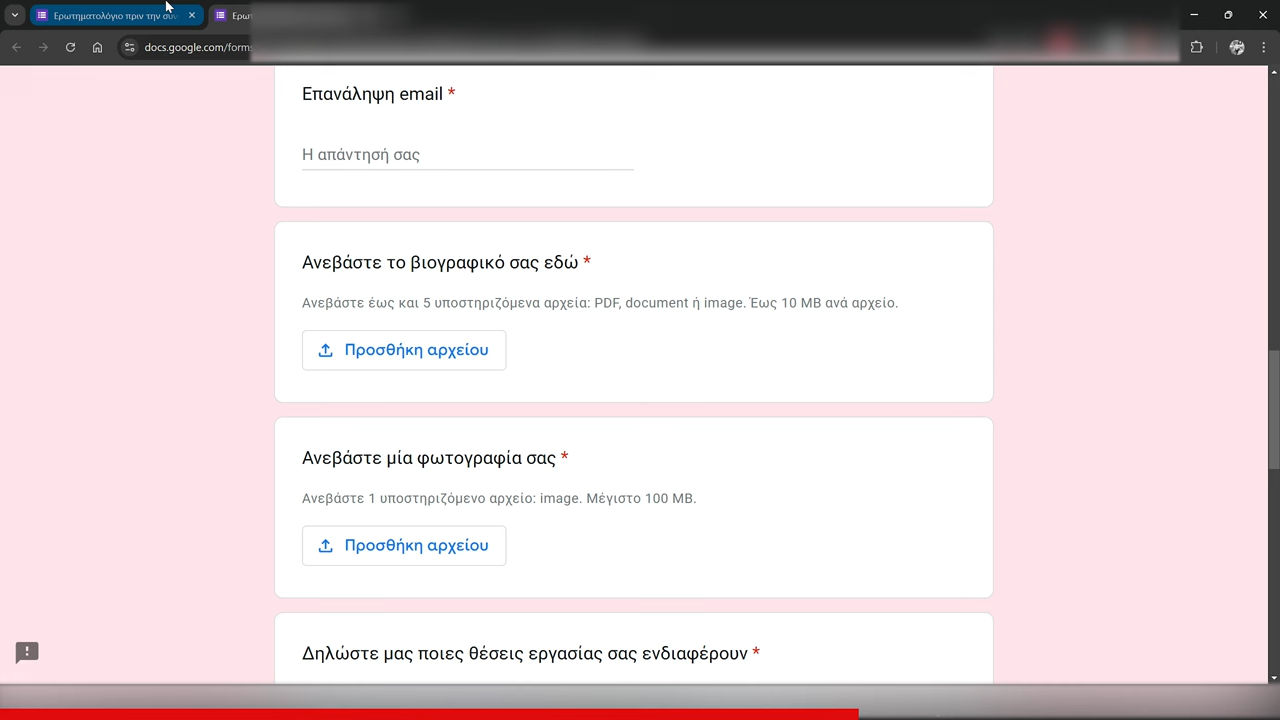 Ερωτηματολόγιο πριν την συν
Ερω
docs.google.com/forms
Επανάληψη email *
Η απάντησή σας
Ανεβάστε το βιογραφικό σας εδώ *
Ανεβάστε έως και 5 υποστηριζόμενα αρχεία: PDF, document ή image. Έως 10 MB ανά αρχείο.
Προσθήκη αρχείου
Ανεβάστε μία φωτογραφία σας *
Ανεβάστε 1 υποστηριζόμενο αρχείο: image. Μέγιστο 100 MB.
Προσθήκη αρχείου
Δηλώστε μας ποιες θέσεις εργασίας σας ενδιαφέρουν *